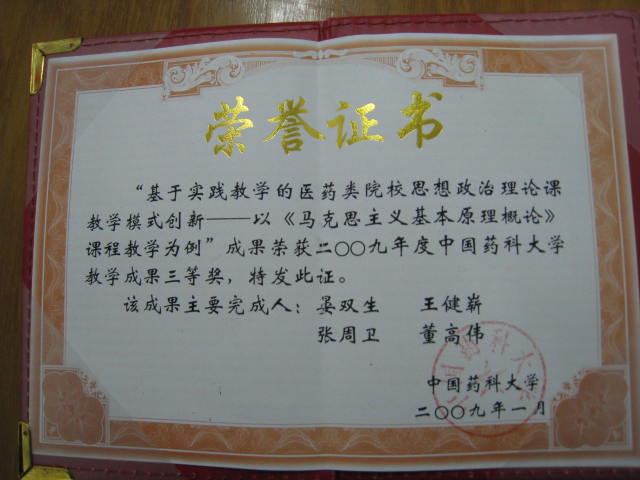 荣誉证书
“基于实践教学的医药类院校思想政治理论课
教学模式创新——以《马克思主义基本原理概论》
课程教学为例”成果荣获二〇〇九年度中国药科大学
教学成果三等奖，特发此证。
该成果主要完成人：晏双生 王健崭
张周卫 董高伟
中国药科大学
二〇〇九年一月